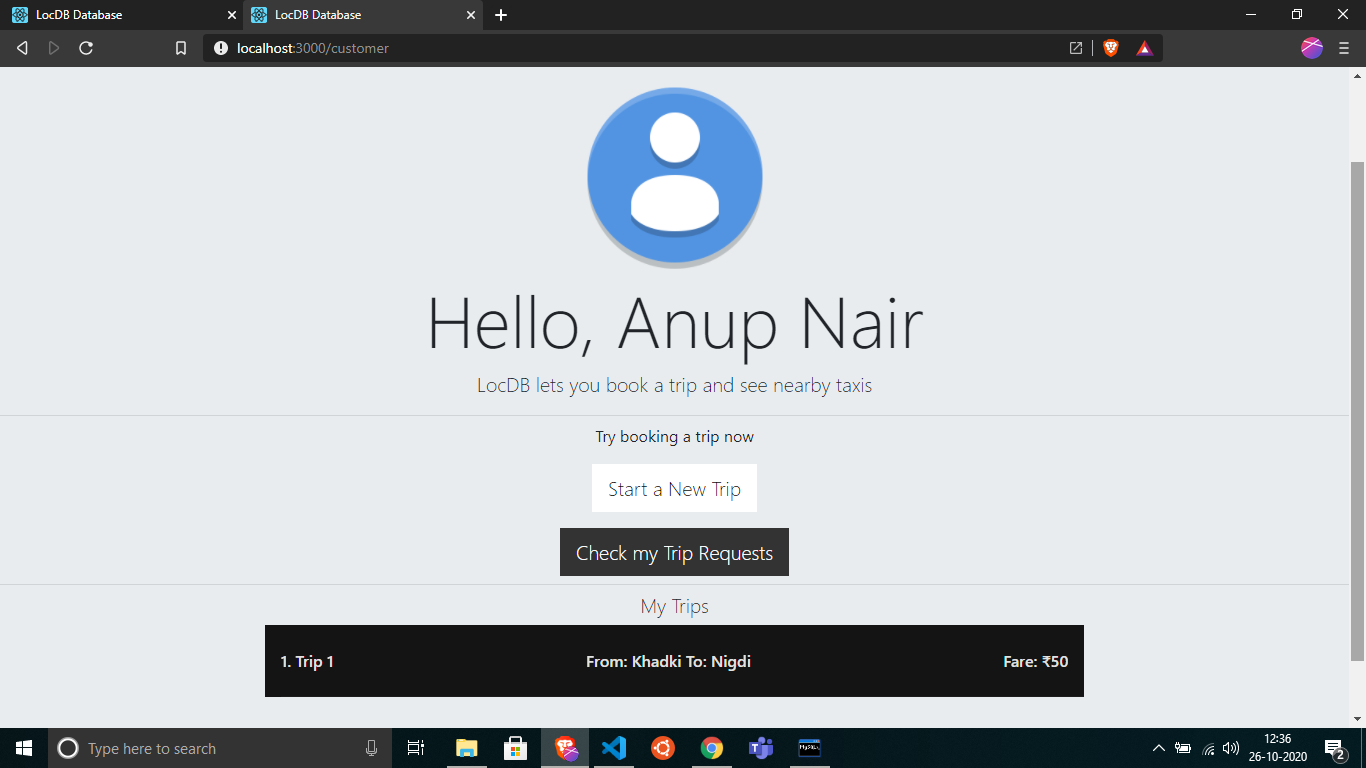 LocDB Database
LocDB Database
localhost:3000/customer
Hello, Anup Nair
LocDB lets you book a trip and see nearby taxis
Try booking a trip now
Start a New Trip
Check my Trip Requests
My Trips
1. Trip 1 From: Khadki To: Nigdi Fare: ₹50
Type here to search
MySQL
12:36
26-10-2020
2